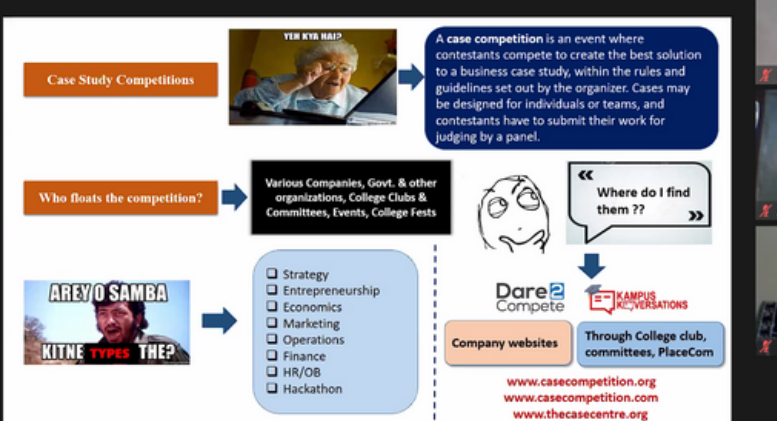 Case Study Competitions
YEH KYA HAI?
A case competition is an event where
contestants compete to create the best solution
to a business case study, within the rules and
guidelines set out by the organizer. Cases may
be designed for individuals or teams, and
contestants have to submit their work for
judging by a panel.
Who floats the competition?
Various Companies, Govt. & other
organizations, College Clubs &
Committees, Events, College Fests
“
Where do I find
them ??
”
AREY O SAMBA
KITNE TYPES THE?
Strategy
Entrepreneurship
Economics
Marketing
Operations
Finance
HR/OB
Hackathon
Dare2
Compete
KAMPUS
KONVERSATIONS
Company websites
Through College club,
committees, PlaceCom
www.casecompetition.org
www.casecompetition.com
www.thecasecentre.org